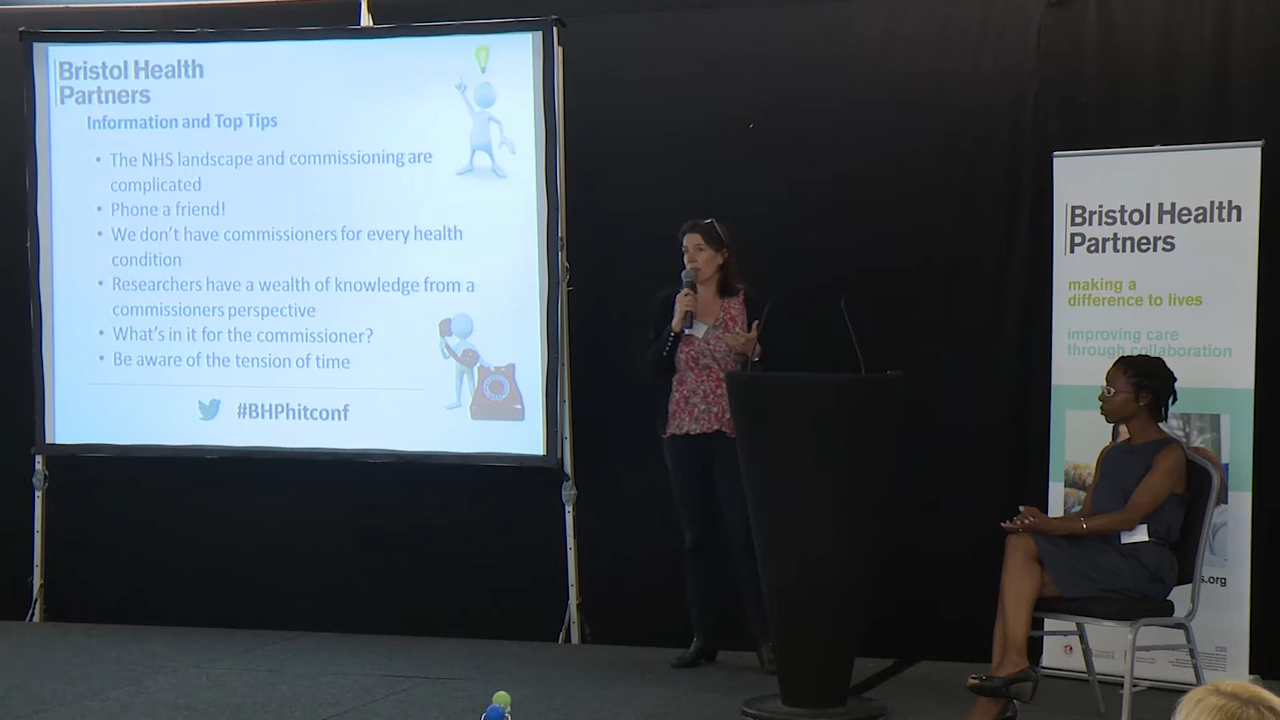 Bristol Health
Partners
Information and Top Tips
• The NHS landscape and commissioning are
complicated
• Phone a friend!
• We don't have commissioners for every health
condition
• Researchers have a wealth of knowledge from a
commissioners perspective
• What's in it for the commissioner?
• Be aware of the tension of time
#BHPhitconf
Bristol Health
Partners
making a
difference to lives
improving care
through collaboration
s.org